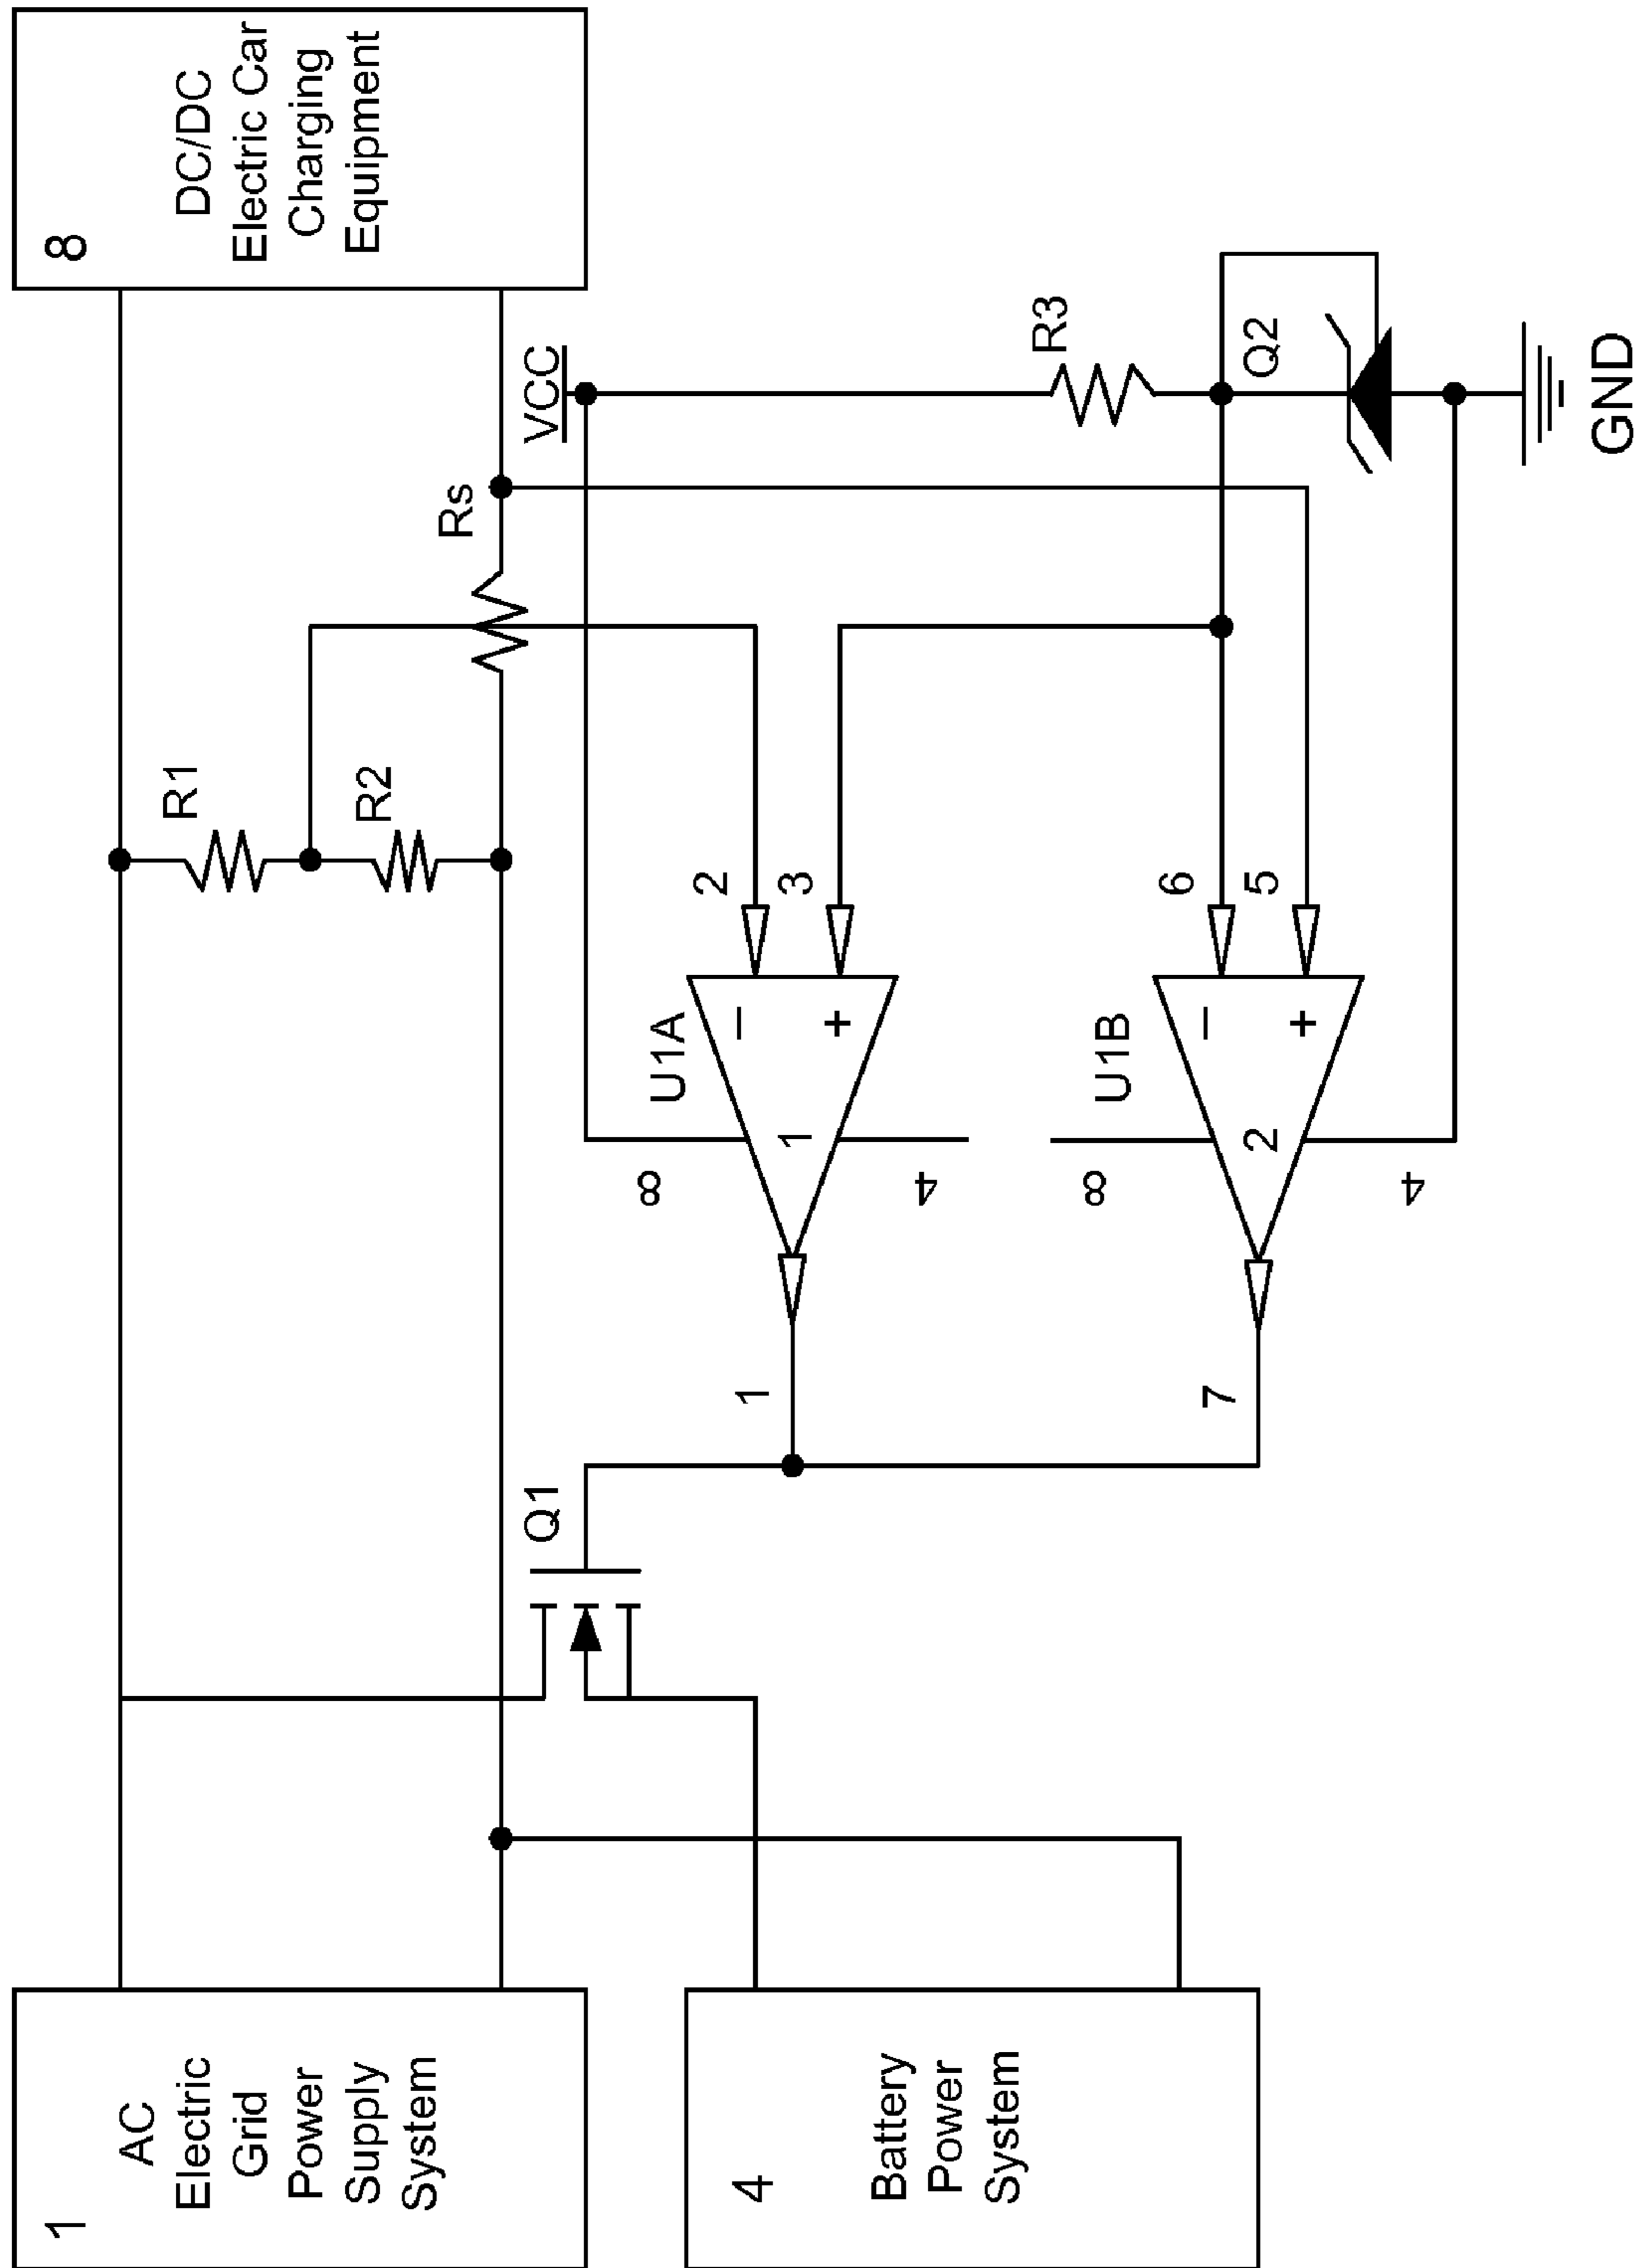 1
AC
Electric
Grid
Power
Supply
System
4
Battery
Power
System
8
DC/DC
Electric Car
Charging
Equipment
R1
R2
Rs
VCC
Q1
U1A
−
+
1
2
3
8
4
1
U1B
−
+
2
6
5
8
4
7
R3
Q2
GND